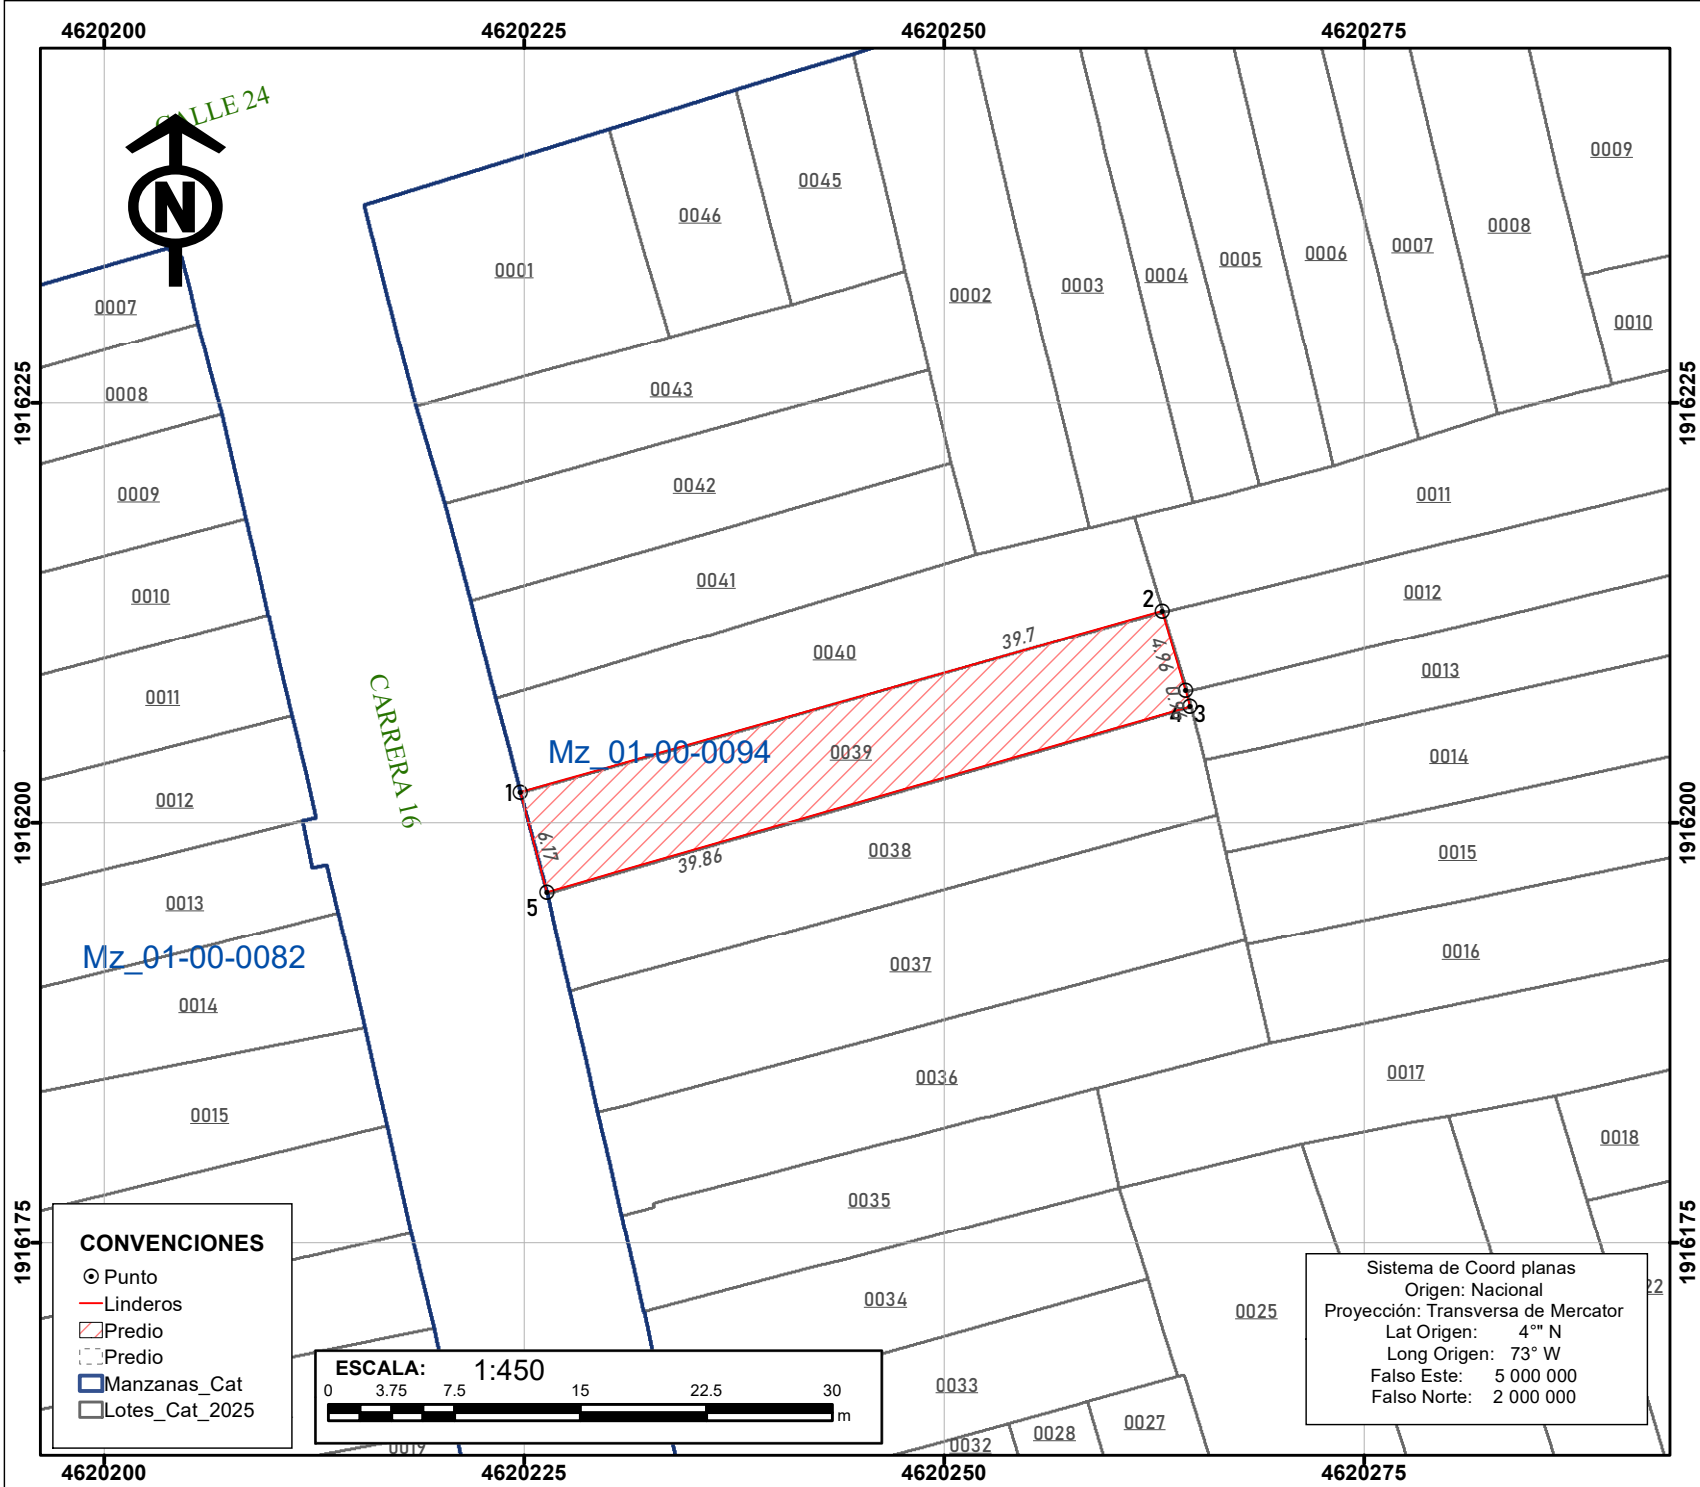 4620200 4620225 4620250 4620275
CALLE 24
N
0009
0045
0046
0008
0007
0006
0005
0004
0003
0002
0001
0007
0010
0008
0043
1916225
1916225
0042
0011
0009
0041
0012
0010
2
39.7
4.96
0040
0013
0011
4 3
CARRERA 16
Mz_01-00-0094
0039
0014
1
0012
1916200
1916200
6.17
39.86
0038
0015
5
0013
Mz_01-00-0082
0037
0016
0014
0036
0017
0015
0018
0035
1916175
1916175
0034
0025
22
0033
0027
0028
0032
0019
CONVENCIONES
Punto
Linderos
Predio
Predio
Manzanas_Cat
Lotes_Cat_2025
ESCALA: 1:450
0 3.75 7.5 15 22.5 30
m
Sistema de Coord planas
Origen: Nacional
Proyección: Transversa de Mercator
Lat Origen: 4°" N
Long Origen: 73° W
Falso Este: 5 000 000
Falso Norte: 2 000 000
4620200 4620225 4620250 4620275